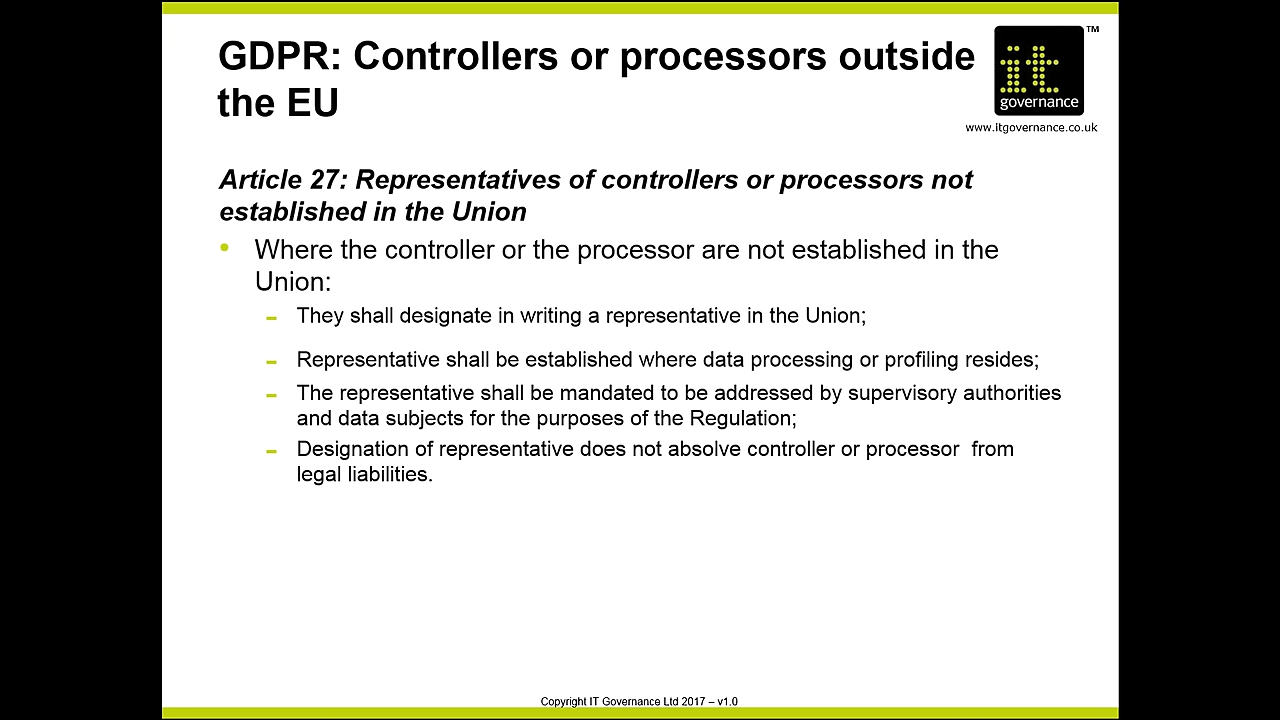 GDPR: Controllers or processors outside
the EU
it
governance
TM
www.itgovernance.co.uk
Article 27: Representatives of controllers or processors not
established in the Union
• Where the controller or the processor are not established in the
Union:
– They shall designate in writing a representative in the Union;
– Representative shall be established where data processing or profiling resides;
– The representative shall be mandated to be addressed by supervisory authorities
and data subjects for the purposes of the Regulation;
– Designation of representative does not absolve controller or processor  from
legal liabilities.
Copyright IT Governance Ltd 2017 – v1.0